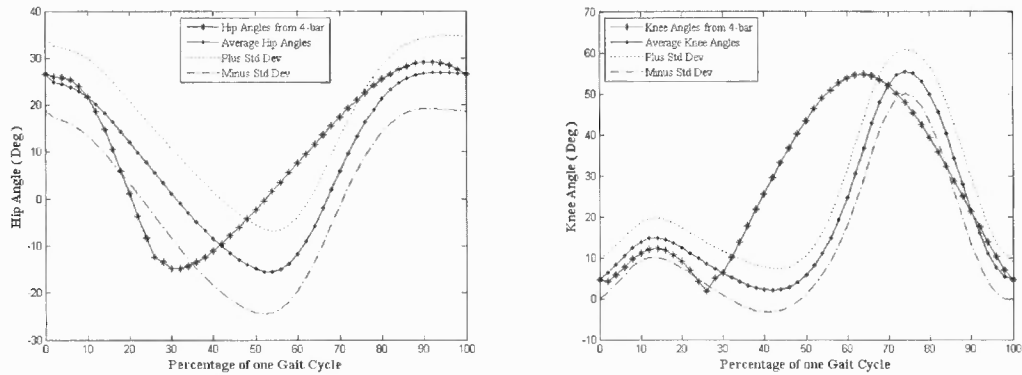 40
30
20
10
0
-10
-20
-30
Hip Angle (Deg.)
Hip Angles from 4-bar
Average Hip Angles
Plus Std Dev
Minus Std Dev
0 10 20 30 40 50 60 70 80 90 100
Percentage of one Gait Cycle
70
60
50
40
30
20
10
0
-10
Knee Angle (Deg.)
Knee Angles from 4-bar
Average Knee Angles
Plus Std Dev
Minus Std Dev
0 10 20 30 40 50 60 70 80 90 100
Percentage of one Gait Cycle